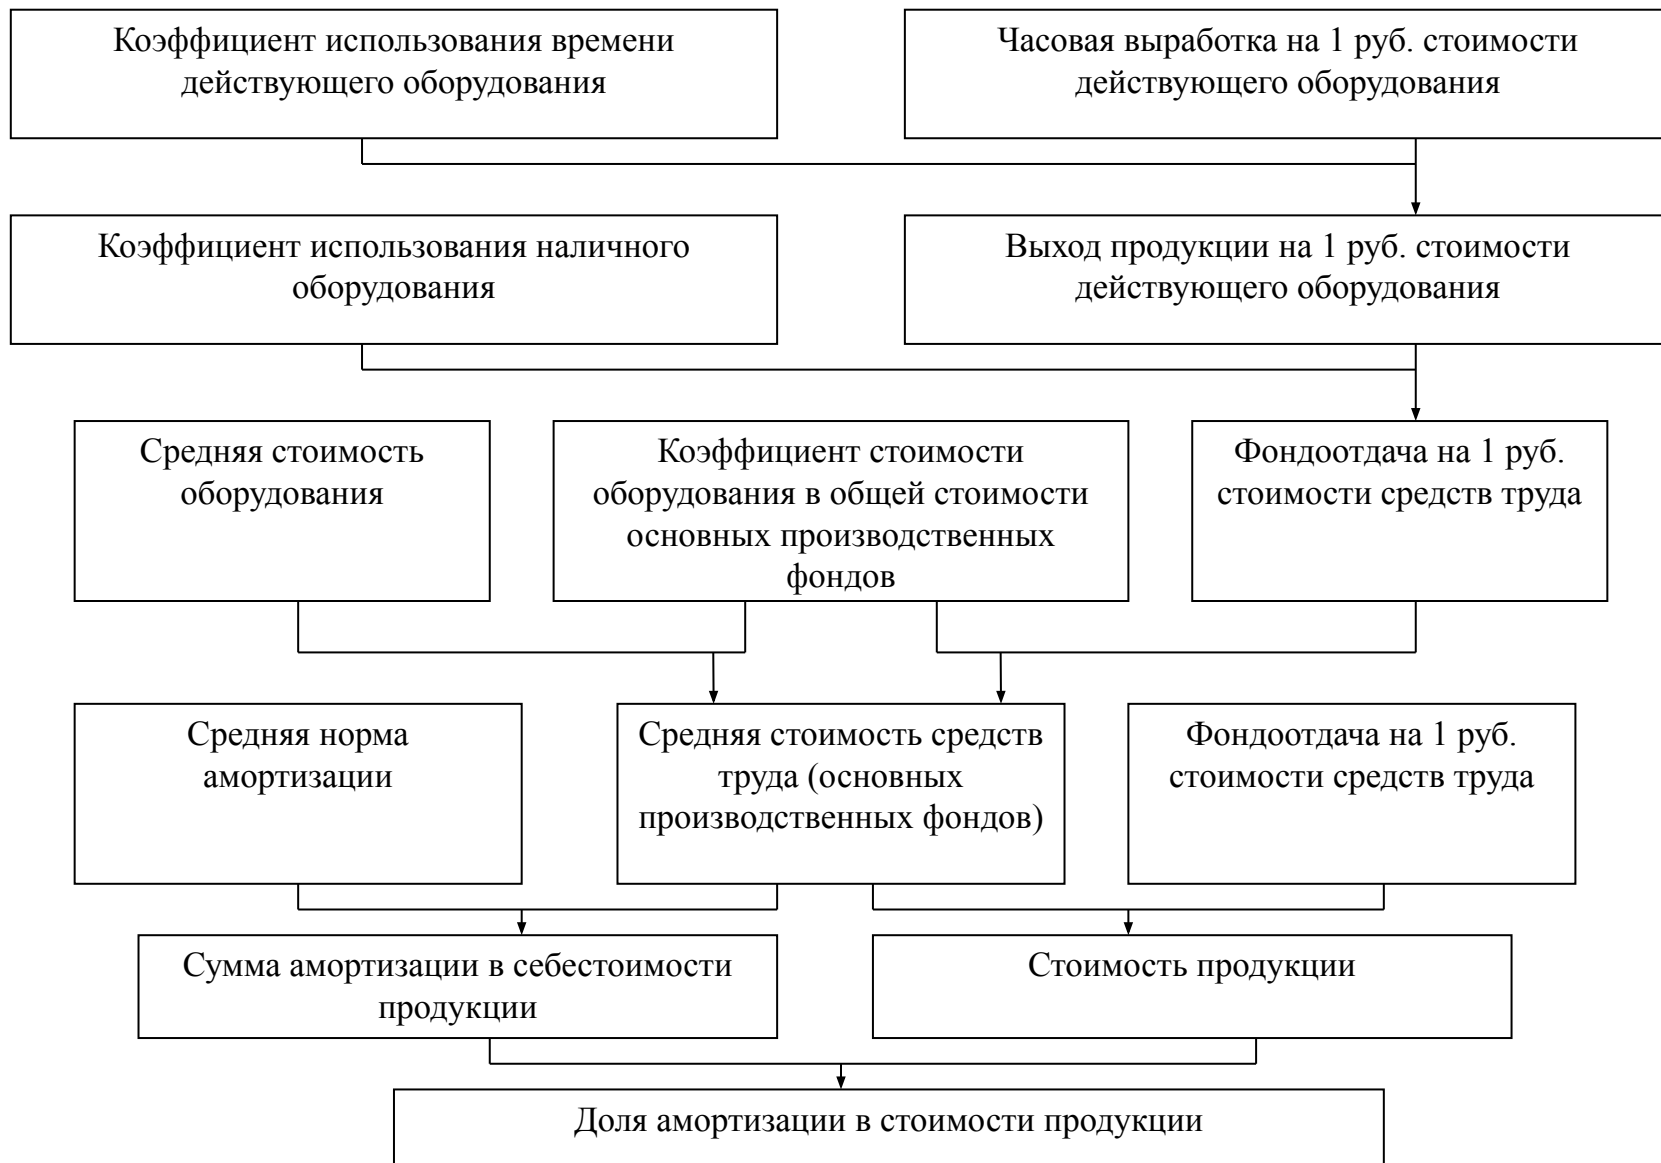 Коэффициент использования времени
действующего оборудования
Часовая выработка на 1 руб. стоимости
действующего оборудования
Коэффициент использования наличного
оборудования
Выход продукции на 1 руб. стоимости
действующего оборудования
Средняя стоимость
оборудования
Коэффициент стоимости
оборудования в общей стоимости
основных производственных
фондов
Фондоотдача на 1 руб.
стоимости средств труда
Средняя норма
амортизации
Средняя стоимость средств
труда (основных
производственных фондов)
Фондоотдача на 1 руб.
стоимости средств труда
Сумма амортизации в себестоимости
продукции
Стоимость продукции
Доля амортизации в стоимости продукции